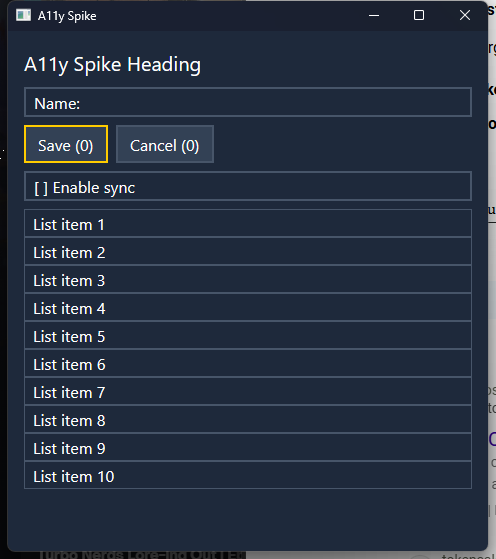 A11y Spike
A11y Spike Heading
Name:
Save (0) Cancel (0)
[ ] Enable sync
List item 1
List item 2
List item 3
List item 4
List item 5
List item 6
List item 7
List item 8
List item 9
List item 10